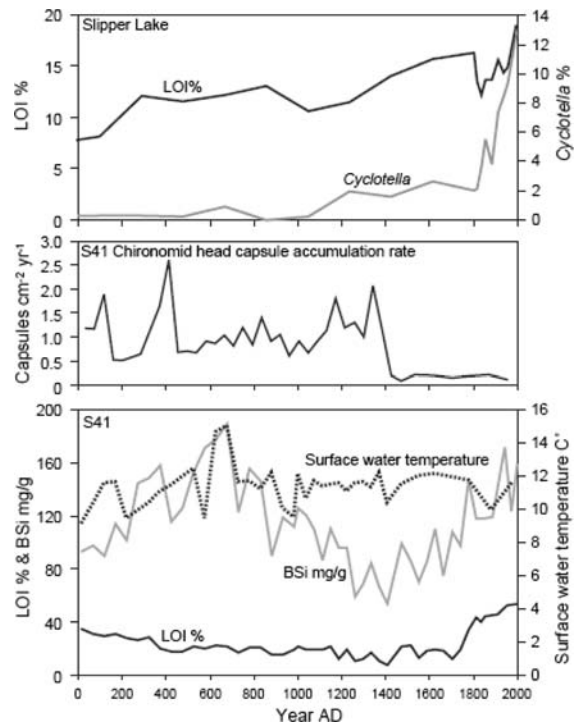 Slipper Lake
LOI %
20
15
10
5
0
LOI%
Cyclotella
14
12
10
8
6
4
2
0
Cyclotella %
S41 Chironomid head capsule accumulation rate
Capsules cm⁻² yr⁻¹
3.0
2.5
2.0
1.5
1.0
0.5
0
S41
LOI % & BSi mg/g
200
160
120
80
40
0
Surface water temperature
BSi mg/g
LOI %
16
14
12
10
8
6
4
2
0
Surface water temperature C°
0 200 400 600 800 1000 1200 1400 1600 1800 2000
Year AD